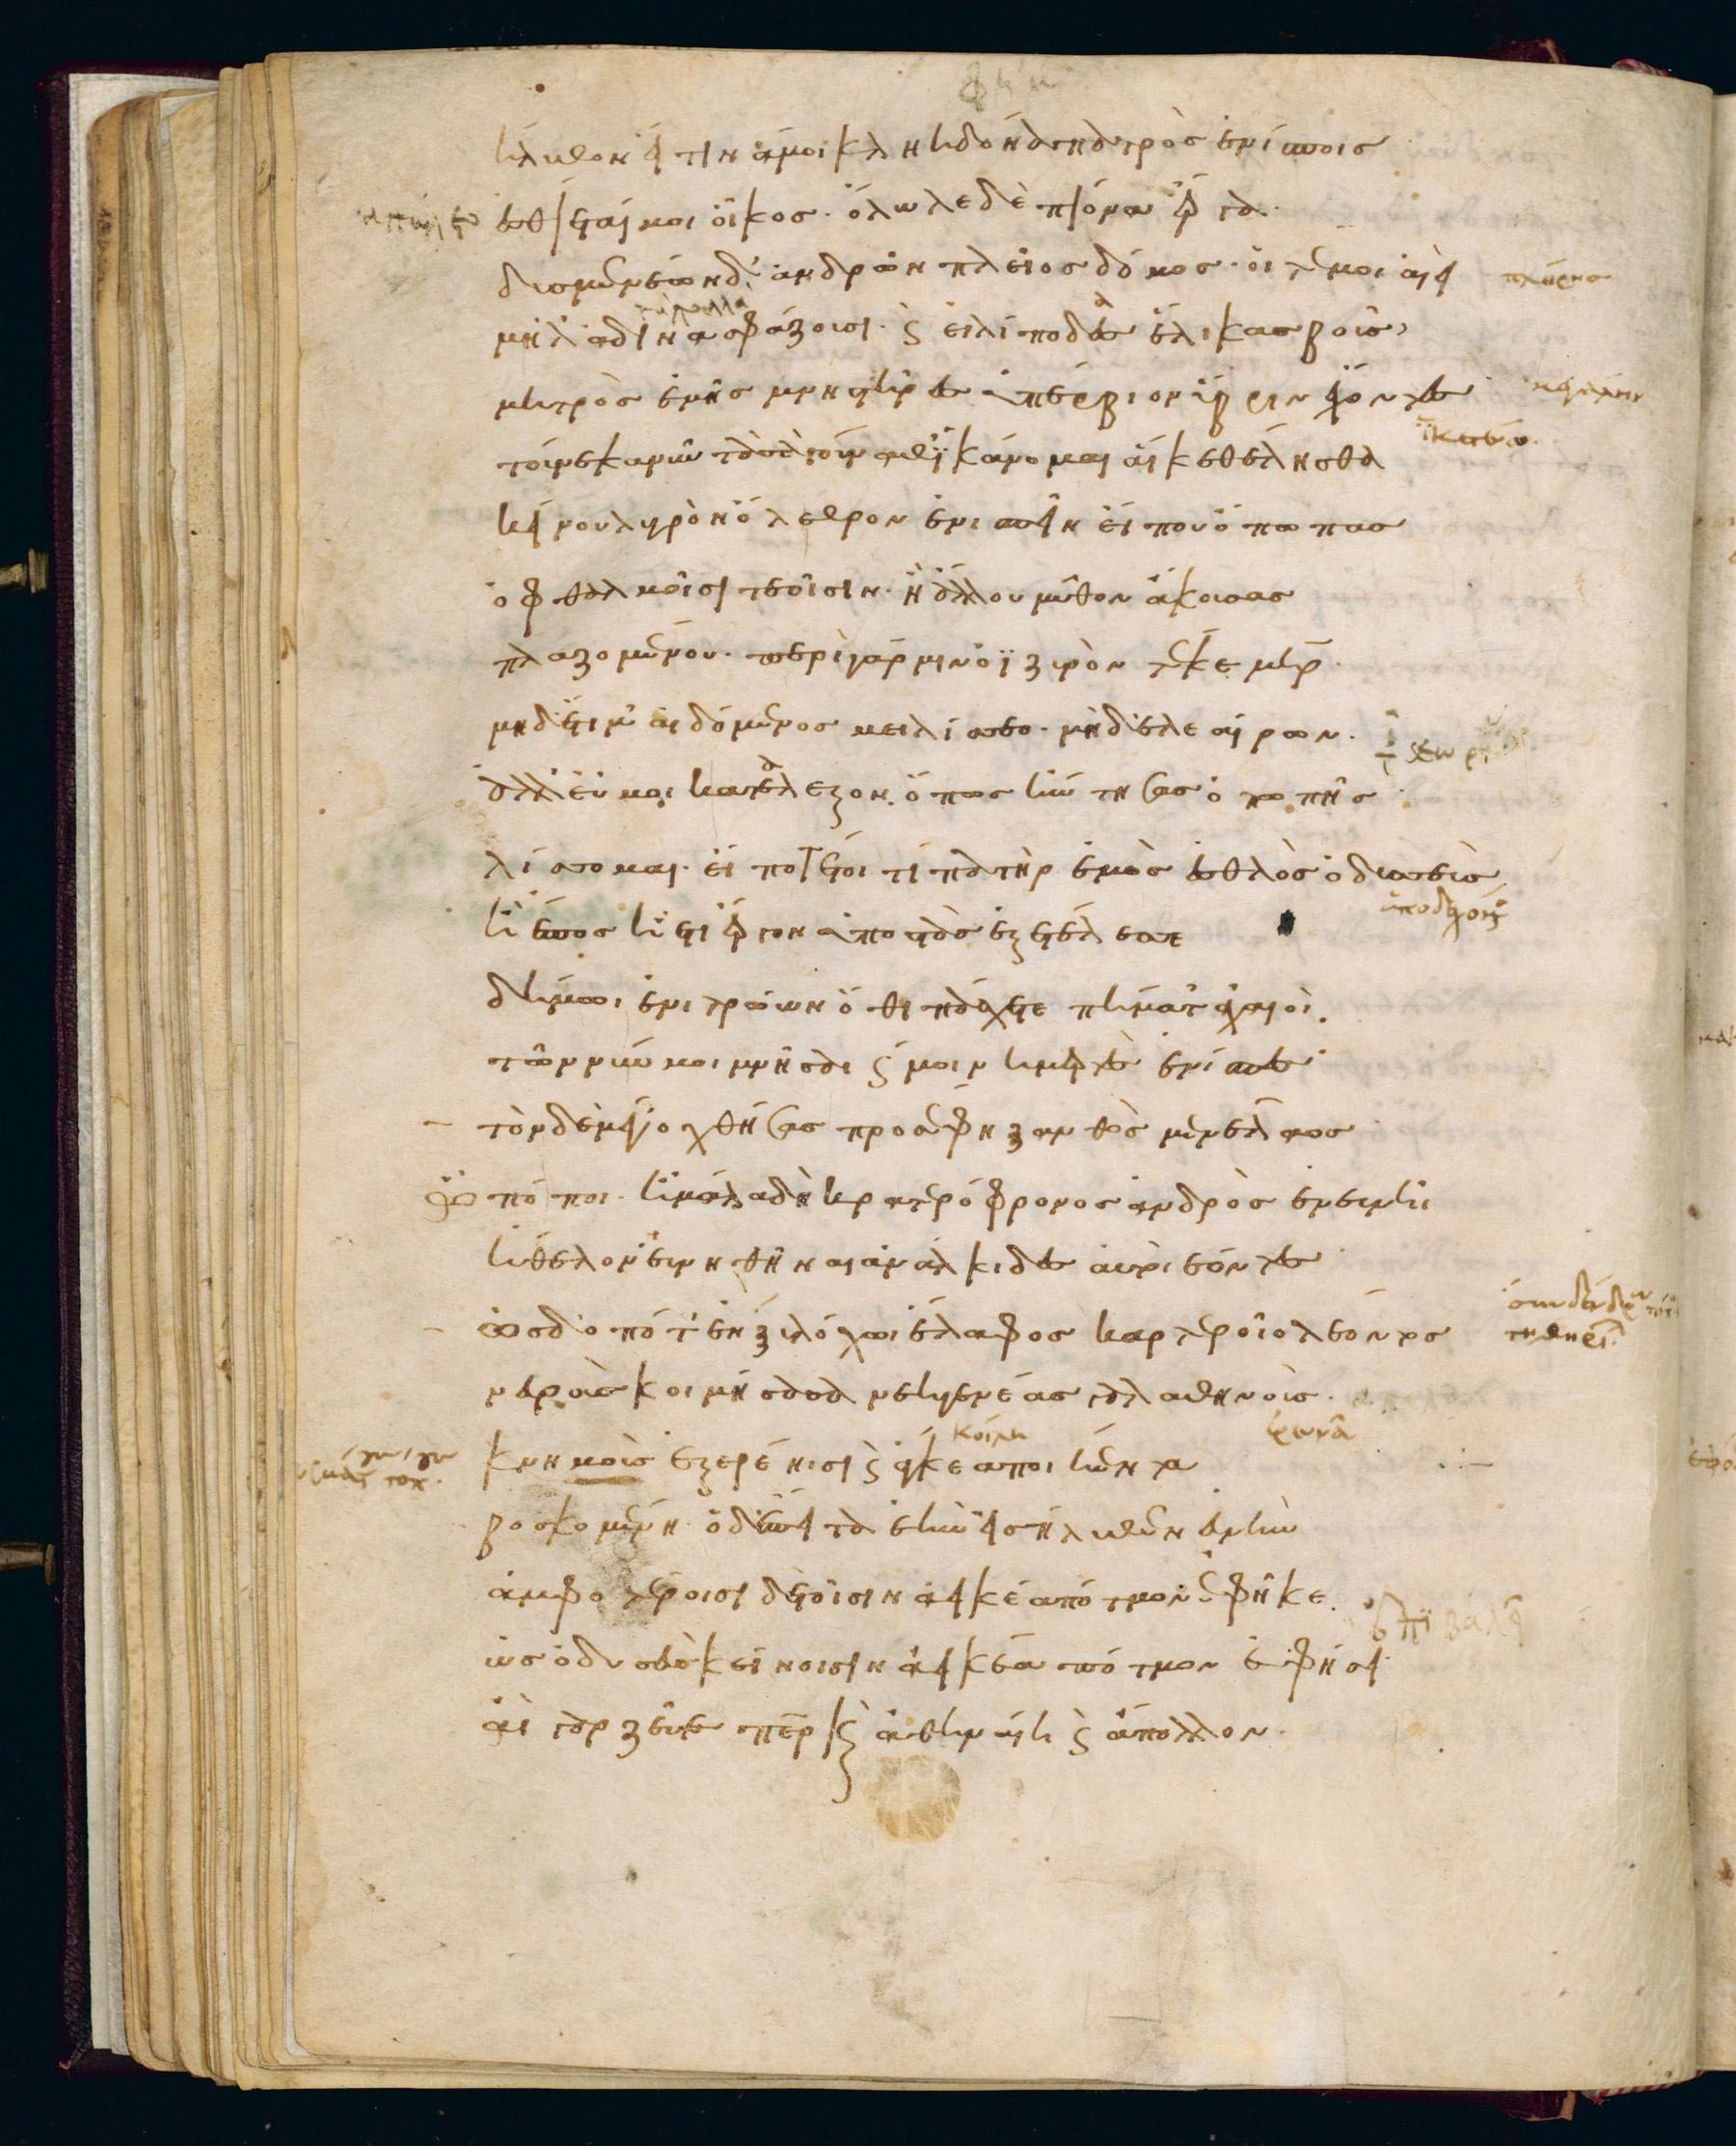 ἤλυθον εἴ τινά μοι κληηδόνα πατρὸς ἐνίσποις
ἐσθίεταί μοι οἶκος· ὄλωλε δὲ πίονα ἔργα·
δυσμενέων δ' ἀνδρῶν πλεῖος δόμος· οἵ τέ μοι αἰεὶ
πλήρης
μῆλ' ἁδινὰ σφάζουσι· καὶ εἰλίποδας ἕλικας βοῦς,
μητρὸς ἐμῆς μνηστῆρες ὑπέρβιον ὕβριν ἔχοντες
τούνεκα νῦν τὰ σὰ γούναθ' ἱκάνομαι αἴ κ' ἐθέλησθα
ἱκετεύω
κείνου λυγρὸν ὄλεθρον ἐνισπεῖν εἴ που ὄπωπας
ὀφθαλμοῖσι τεοῖσιν· ἢ ἄλλου μῦθον ἄκουσας
πλαζομένου· περὶ γάρ μιν ὀϊζυρὸν τέκε μήτηρ·
μηδέ τί μ' αἰδόμενος μειλίσσεο· μηδ' ἐλεαίρων·
ἀλλ' εὖ μοι κατάλεξον· ὅπως ἤντησας ὀπωπῆς
λίσσομαι· εἴ ποτέ τοί τι πατὴρ ἐμὸς ἐσθλὸς ὀδυσσεὺς
ἢ ἔπος ἠέ τι ἔργον ὑποστὰς ἐξετέλεσσε
δήμωι ἔνι τρώων ὅθι πάσχετε πήματ' ἀχαιοί·
τῶν νῦν μοι μνῆσαι καί μοι νημερτὲς ἐνίσπες·
τὸν δὲ μέγ' ὀχθήσας προσέφη ξανθὸς μενέλαος
ὦ πόποι· ἦ μάλα δὴ κρατερόφρονος ἀνδρὸς ἐν εὐνῆι
ἤθελον εὐνηθῆναι ἀνάλκιδες αὐτοὶ ἐόντες
ὡς δ' ὁπότ' ἐν ξυλόχωι ἔλαφος κρατεροῖο λέοντος
νεβροὺς κοιμήσασα νεηγενέας γαλαθηνοὺς·
κοίλα
κνημοὺς ἐξερέηισι καὶ ἄγκεα ποιήεντα
βοσκομένη· ὁ δ' ἔπειτα ἑὴν εἰσήλυθεν εὐνὴν
ἀμφοτέροισι δὲ τοῖσιν ἀεικέα πότμον ἐφῆκε·
ὣς ὀδυσεὺς κείνοισιν ἀεικέα πότμον ἐφήσει·
αἲ γὰρ ζεῦ τε πάτερ καὶ ἀθηναίη καὶ ἄπολλον·